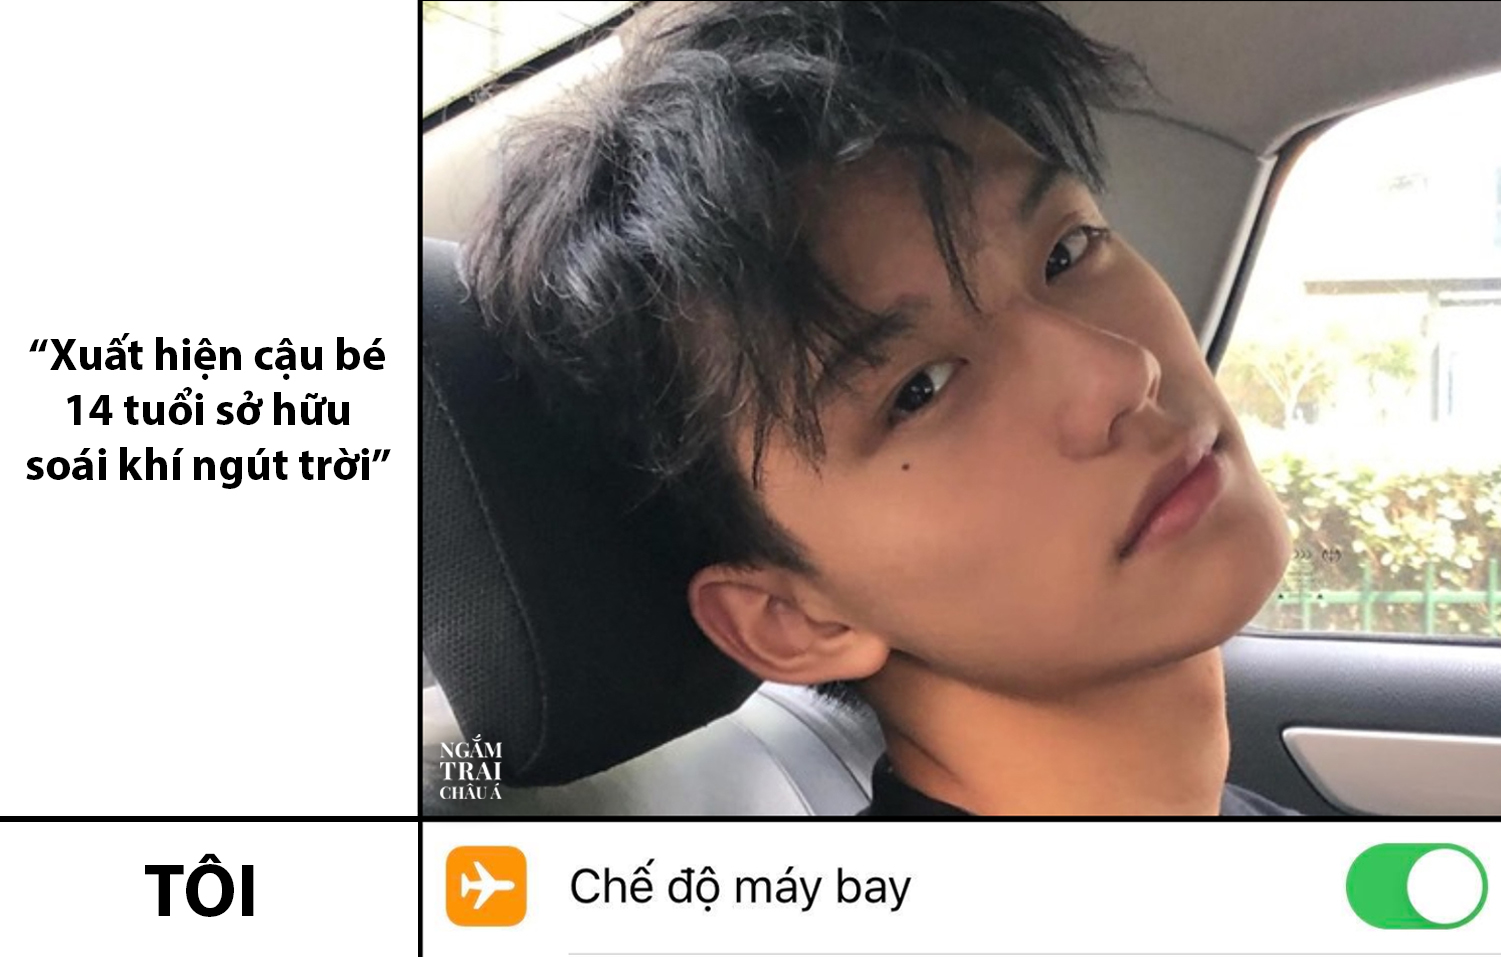 “Xuất hiện cậu bé
14 tuổi sở hữu
soái khí ngút trời”
NGẮM
TRAI
CHÂU Á
TÔI
Chế độ máy bay